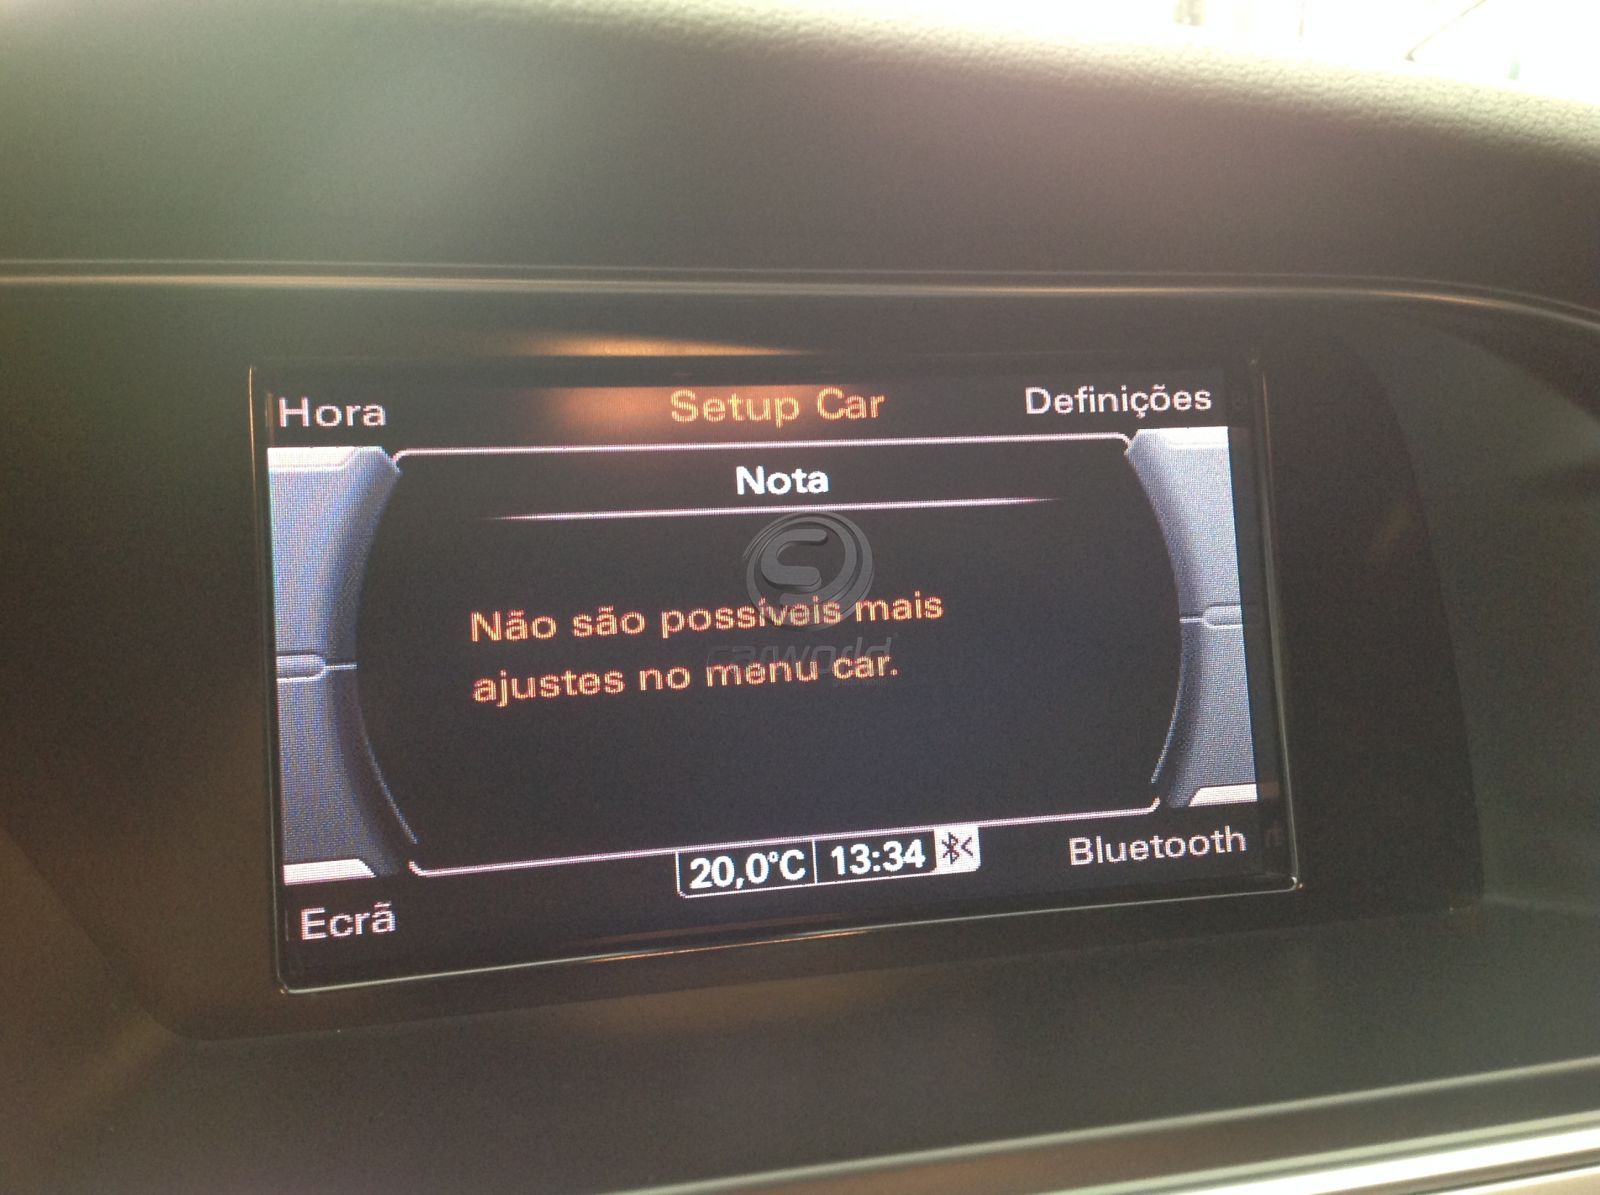 Hora
Setup Car
Definições
Nota
Não são possíveis mais
ajustes no menu car.
carworld
20,0°C 13:34
Bluetooth
Ecrã